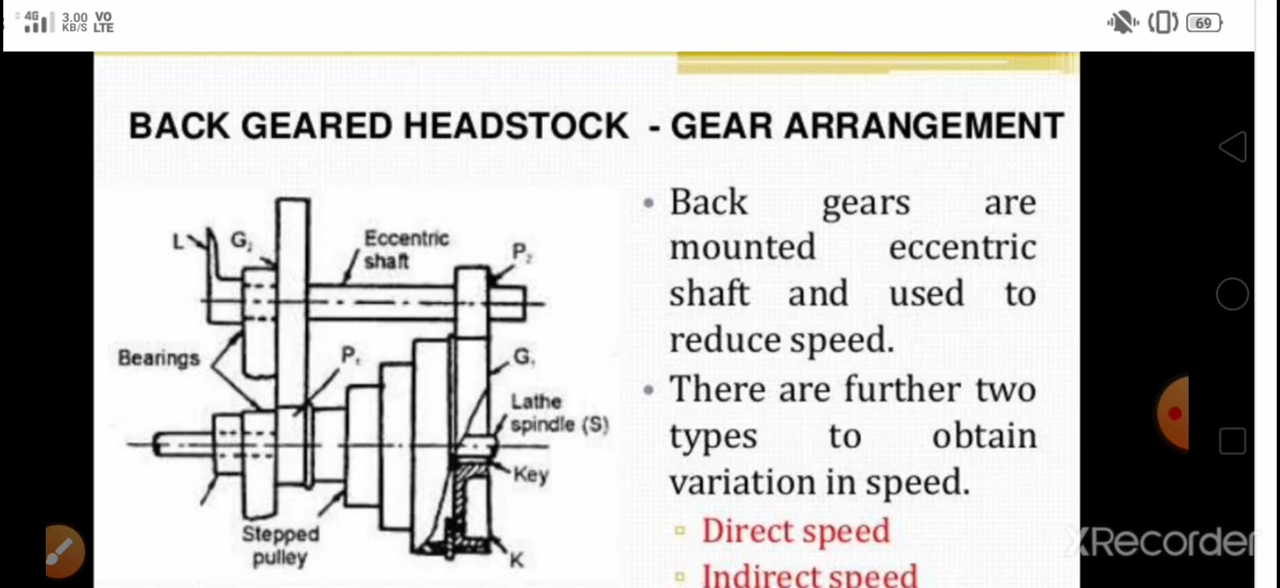 4G 3.00 KB/S VO LTE 69
BACK GEARED HEADSTOCK - GEAR ARRANGEMENT
L
G₂
Eccentric
shaft
P₂
Bearings
P₁
G₁
Lathe
spindle (S)
Key
Stepped
pulley
K
• Back gears are
mounted eccentric
shaft and used to
reduce speed.
• There are further two
types to obtain
variation in speed.
▫ Direct speed
▫ Indirect speed
XRecorder